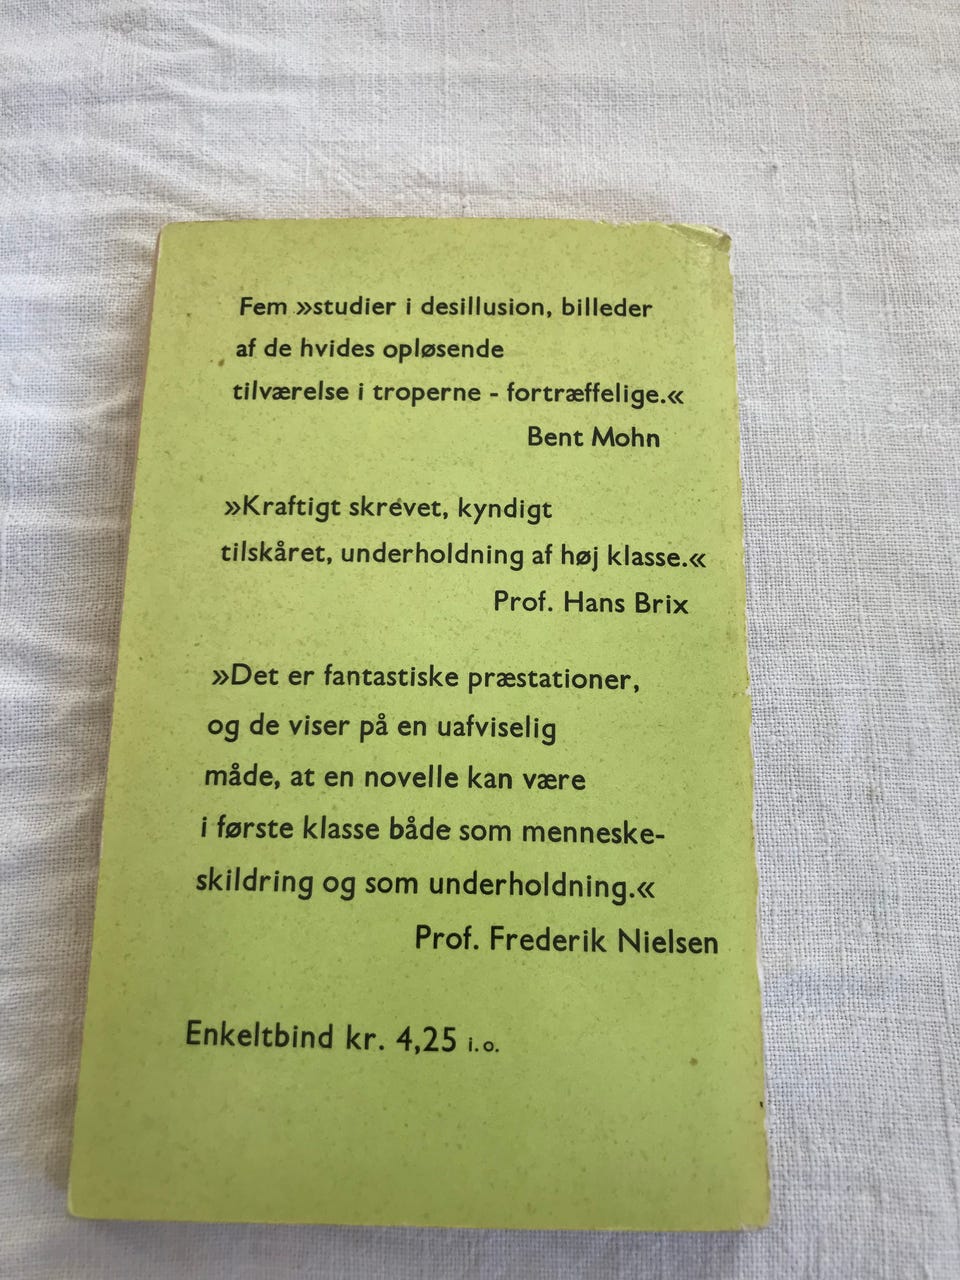 Fem »studier i desillusion, billeder
af de hvides opløsende
tilværelse i troperne - fortræffelige.«
Bent Mohn
»Kraftigt skrevet, kyndigt
tilskåret, underholdning af høj klasse.«
Prof. Hans Brix
»Det er fantastiske præstationer,
og de viser på en uafviselig
måde, at en novelle kan være
i første klasse både som menneske-
skildring og som underholdning.«
Prof. Frederik Nielsen
Enkeltbind kr. 4,25 i.o.